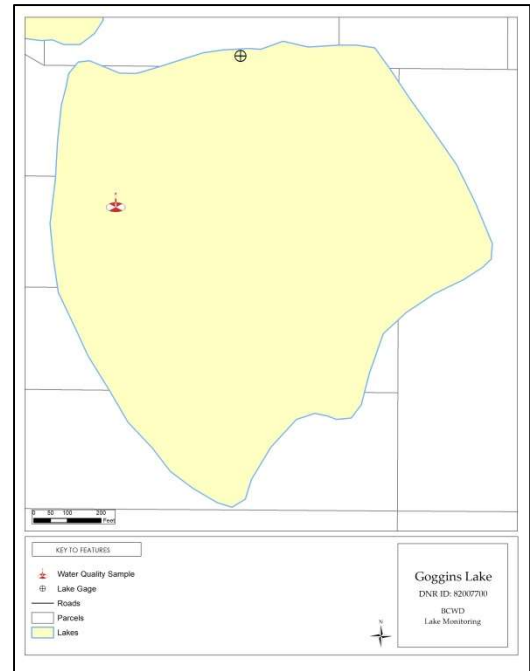 0 50 100 200
Feet
KEY TO FEATURES
Water Quality Sample
Lake Gage
Roads
Parcels
Lakes
N
Goggins Lake
DNR ID: 82007700
BCWD
Lake Monitoring